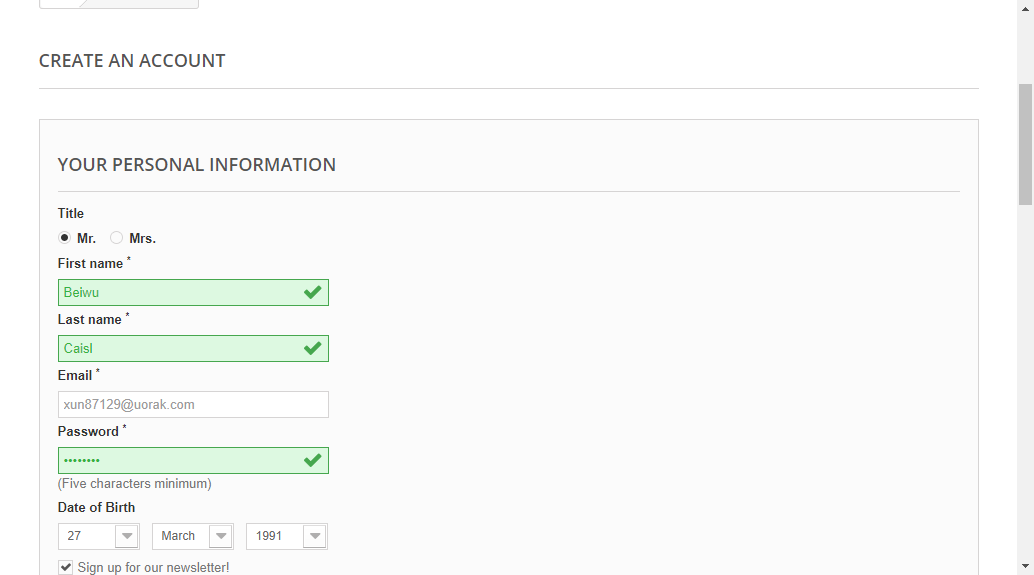 CREATE AN ACCOUNT
YOUR PERSONAL INFORMATION
Title
Mr. Mrs.
First name *
Beiwu
Last name *
Caisl
Email *
xun87129@uorak.com
Password *
••••••••
(Five characters minimum)
Date of Birth
27 March 1991
Sign up for our newsletter!